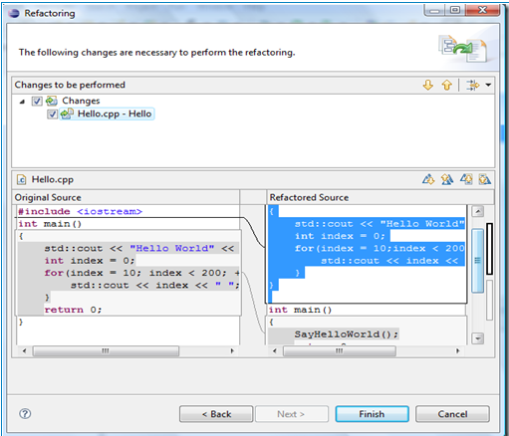 Refactoring
The following changes are necessary to perform the refactoring.
Changes to be performed
Changes
Hello.cpp - Hello
Hello.cpp
Original Source
#include <iostream>
int main()
{
std::cout << "Hello World" <<
int index = 0;
for(index = 10; index < 200; +
std::cout << index << " ";
}
return 0;
}
Refactored Source
{
std::cout << "Hello World"
int index = 0;
for(index = 10;index < 200
std::cout << index <<
}
}
int main()
{
SayHelloWorld();
< Back
Next >
Finish
Cancel